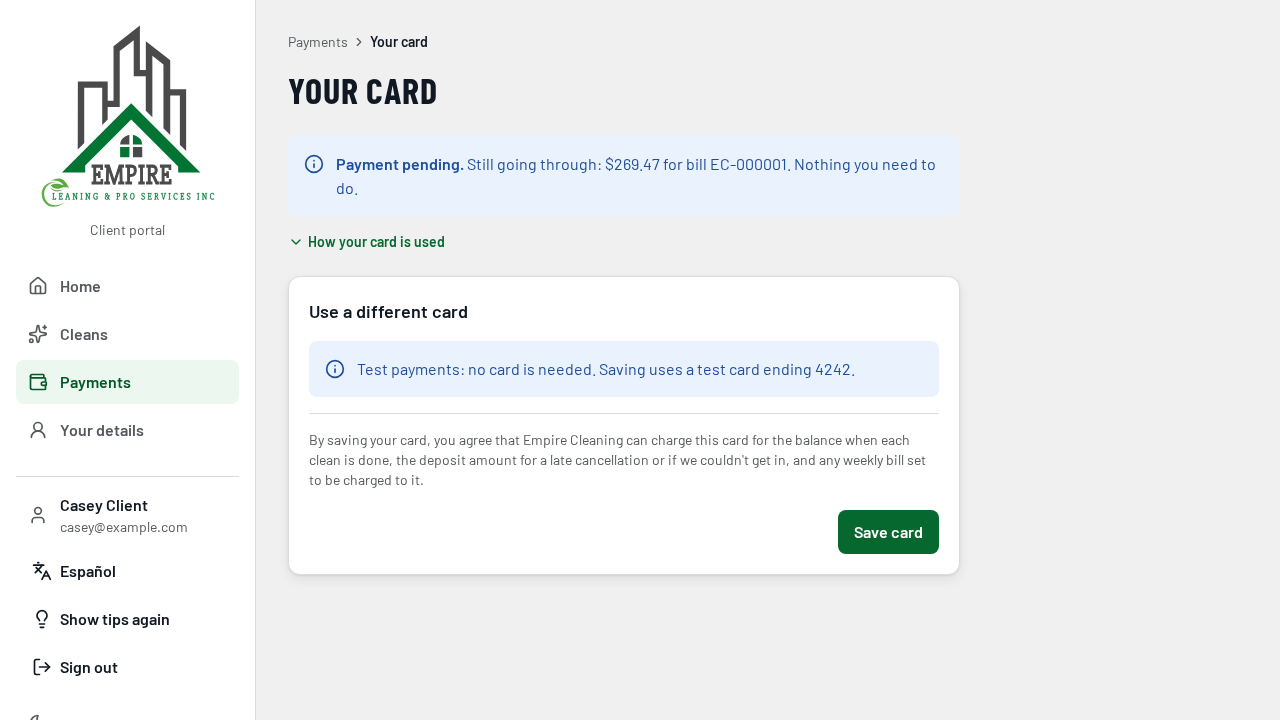 EMPIRE
LEANING & PRO SERVICES INC
Client portal
Home
Cleans
Payments
Your details
Casey Client
casey@example.com
Español
Show tips again
Sign out
Payments > Your card
YOUR CARD
Payment pending. Still going through: $269.47 for bill EC-000001. Nothing you need to
do.
How your card is used
Use a different card
Test payments: no card is needed. Saving uses a test card ending 4242.
By saving your card, you agree that Empire Cleaning can charge this card for the balance when each
clean is done, the deposit amount for a late cancellation or if we couldn't get in, and any weekly bill set
to be charged to it.
Save card